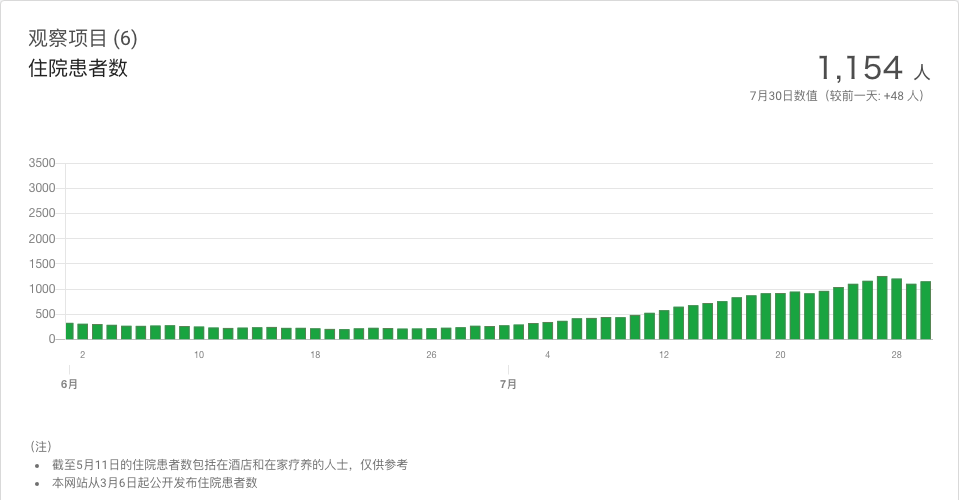 观察项目 (6)
住院患者数
1,154 人
7月30日数值（较前一天: +48 人）
3500
3000
2500
2000
1500
1000
500
0
2 10 18 26 4 12 20 28
6月 7月
（注）
• 截至5月11日的住院患者数包括在酒店和在家疗养的人士，仅供参考
• 本网站从3月6日起公开发布住院患者数